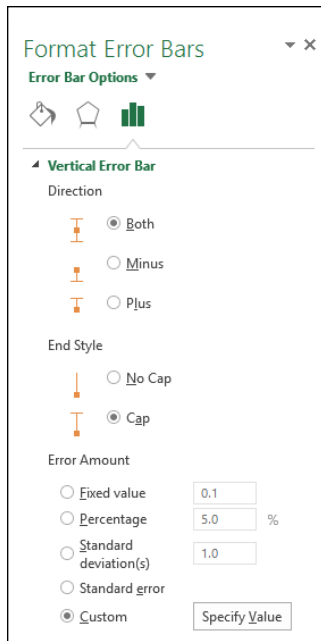 Format Error Bars
Error Bar Options
Vertical Error Bar
Direction
Both
Minus
Plus
End Style
No Cap
Cap
Error Amount
Fixed value 0.1
Percentage 5.0 %
Standard
deviation(s) 1.0
Standard error
Custom Specify Value